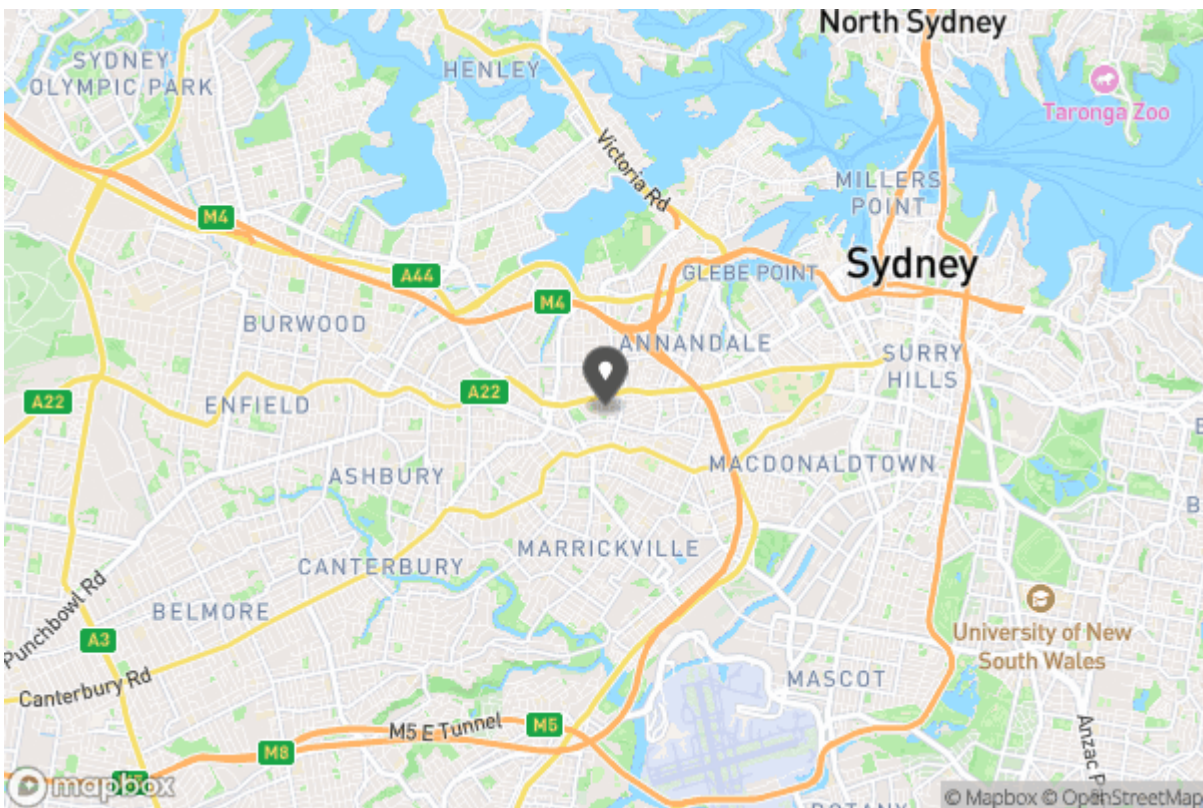 North Sydney
SYDNEY
OLYMPIC PARK
HENLEY
Taronga Zoo
Victoria Rd
MILLERS
POINT
M4
A44
GLEBE POINT
Sydney
M4
BURWOOD
ANNANDALE
SURRY
HILLS
A22
A22
ENFIELD
ASHBURY
MACDONALDTOWN
MARRICKVILLE
CANTERBURY
BELMORE
Punchbowl Rd
A3
University of New
South Wales
Canterbury Rd
MASCOT
M5 E Tunnel
M5
M8
Anzac P
mapbox
© Mapbox © OpenStreetMap